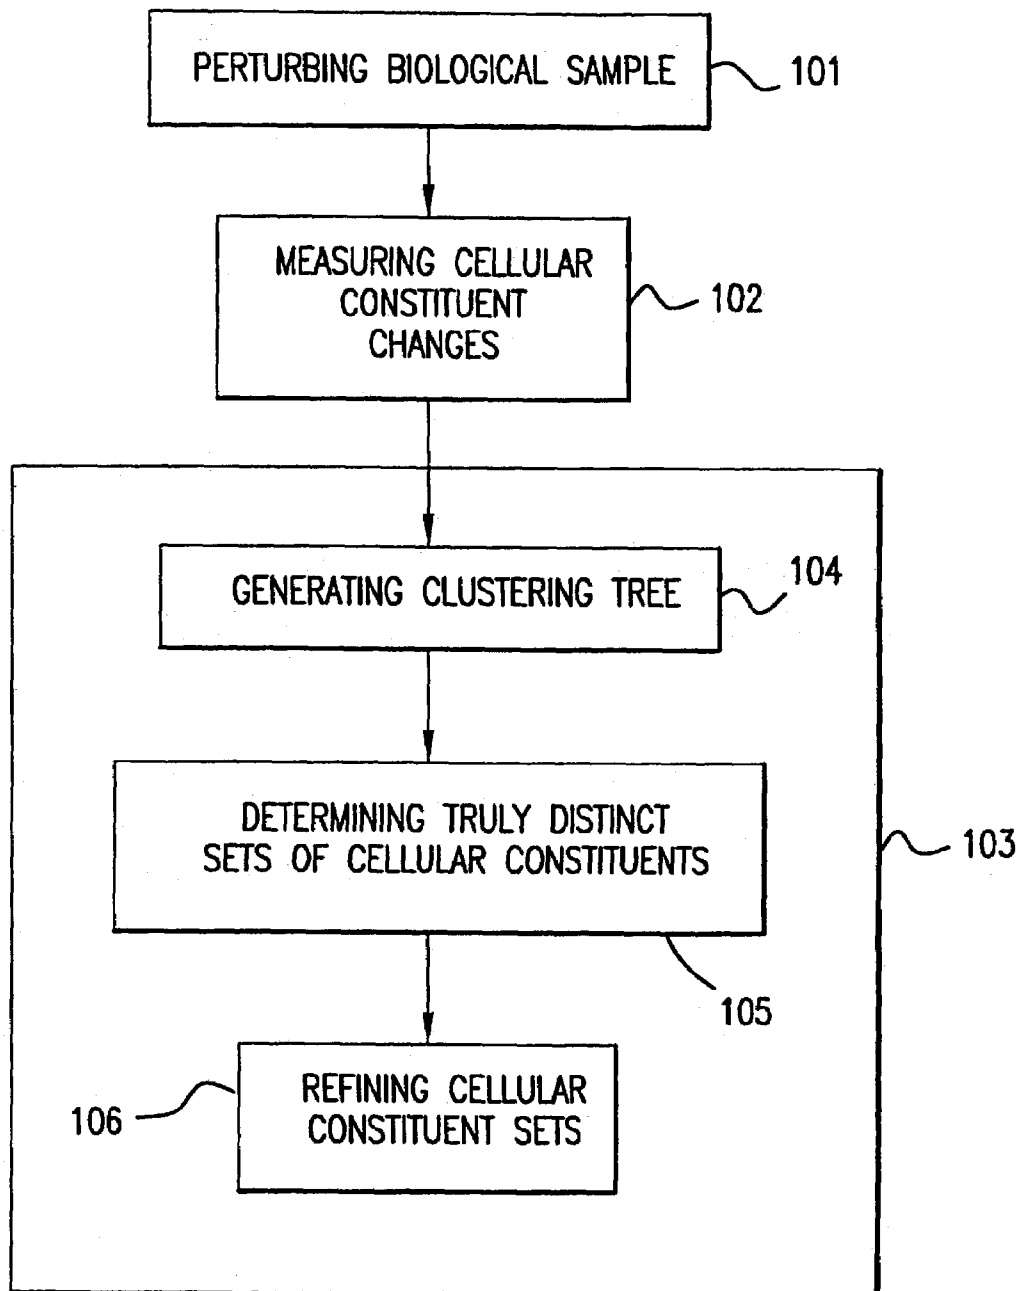 PERTURBING BIOLOGICAL SAMPLE
101
MEASURING CELLULAR
CONSTITUENT
CHANGES
102
104
GENERATING CLUSTERING TREE
DETERMINING TRULY DISTINCT
SETS OF CELLULAR CONSTITUENTS
103
105
REFINING CELLULAR
CONSTITUENT SETS
106